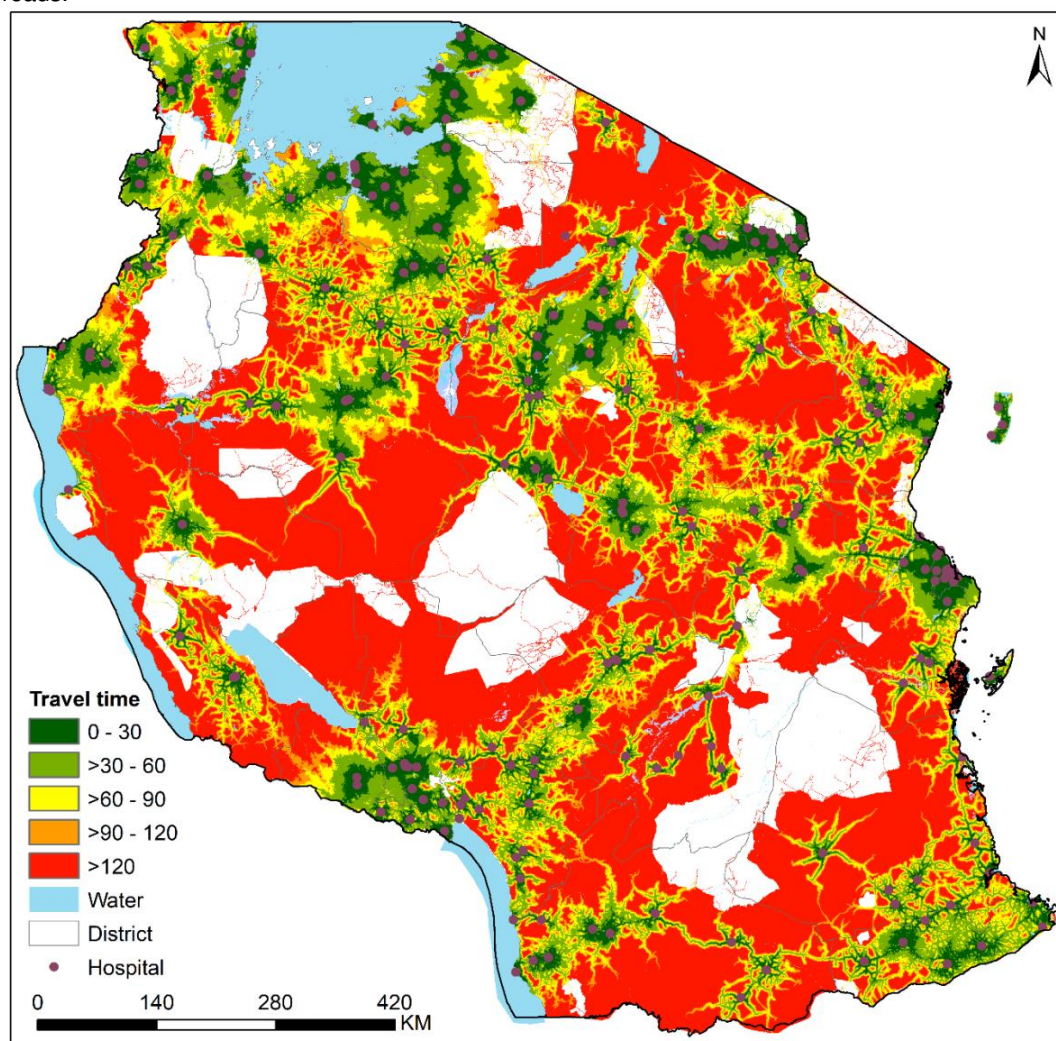 roads.
N
Travel time
0 - 30
>30 - 60
>60 - 90
>90 - 120
>120
Water
District
Hospital
0 140 280 420
KM